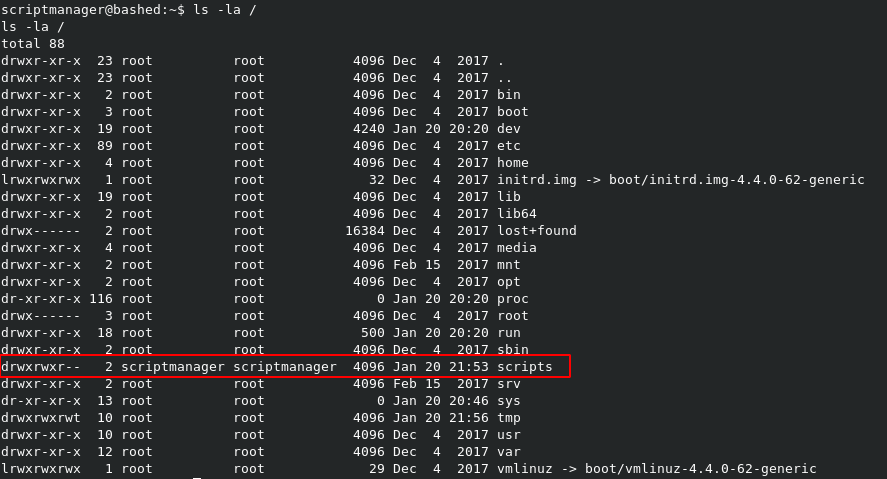 scriptmanager@bashed:~$ ls -la /
ls -la /
total 88
drwxr-xr-x  23 root          root           4096 Dec  4  2017 .
drwxr-xr-x  23 root          root           4096 Dec  4  2017 ..
drwxr-xr-x   2 root          root           4096 Dec  4  2017 bin
drwxr-xr-x   3 root          root           4096 Dec  4  2017 boot
drwxr-xr-x  19 root          root           4240 Jan 20 20:20 dev
drwxr-xr-x  89 root          root           4096 Dec  4  2017 etc
drwxr-xr-x   4 root          root           4096 Dec  4  2017 home
lrwxrwxrwx   1 root          root             32 Dec  4  2017 initrd.img -> boot/initrd.img-4.4.0-62-generic
drwxr-xr-x  19 root          root           4096 Dec  4  2017 lib
drwxr-xr-x   2 root          root           4096 Dec  4  2017 lib64
drwx------   2 root          root          16384 Dec  4  2017 lost+found
drwxr-xr-x   4 root          root           4096 Dec  4  2017 media
drwxr-xr-x   2 root          root           4096 Feb 15  2017 mnt
drwxr-xr-x   2 root          root           4096 Dec  4  2017 opt
dr-xr-xr-x 116 root          root              0 Jan 20 20:20 proc
drwx------   3 root          root           4096 Dec  4  2017 root
drwxr-xr-x  18 root          root            500 Jan 20 20:20 run
drwxr-xr-x   2 root          root           4096 Dec  4  2017 sbin
drwxrwxr--   2 scriptmanager scriptmanager  4096 Jan 20 21:53 scripts
drwxr-xr-x   2 root          root           4096 Feb 15  2017 srv
dr-xr-xr-x  13 root          root              0 Jan 20 20:46 sys
drwxrwxrwt  10 root          root           4096 Jan 20 21:56 tmp
drwxr-xr-x  10 root          root           4096 Dec  4  2017 usr
drwxr-xr-x  12 root          root           4096 Dec  4  2017 var
lrwxrwxrwx   1 root          root             29 Dec  4  2017 vmlinuz -> boot/vmlinuz-4.4.0-62-generic